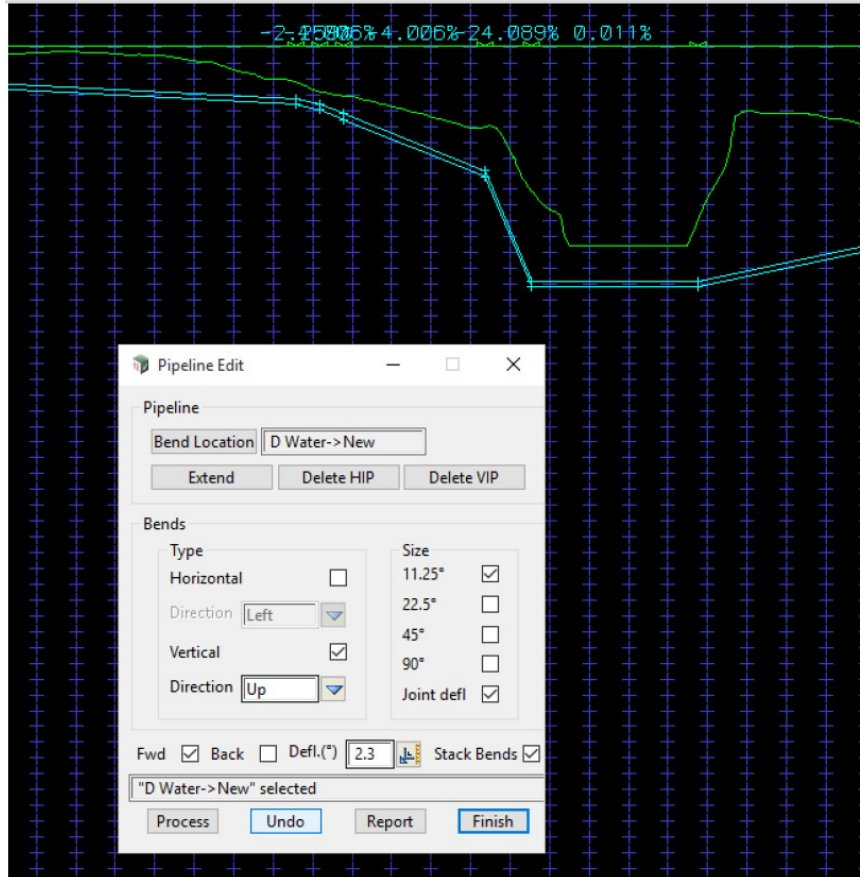 -4.006% -24.089% 0.011%
Pipeline Edit
Pipeline
Bend Location D Water->New
Extend Delete HIP Delete VIP
Bends
Type Size
Horizontal 11.25°
Direction Left 22.5°
Vertical 45°
90°
Direction Up Joint defl
Fwd Back Defl.(°) 2.3 Stack Bends
"D Water->New" selected
Process Undo Report Finish